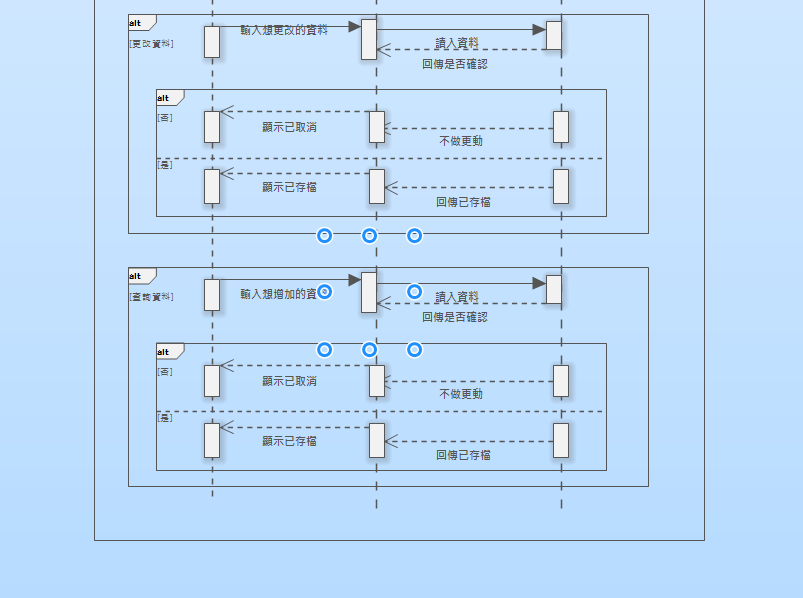 alt
輸入想更改的資料
[更改資料]
讀入資料
回傳是否確認
alt
[否]
顯示已取消
不做更動
[是]
顯示已存檔
回傳已存檔
alt
輸入想增加的資
[查詢資料]
讀入資料
回傳是否確認
alt
[否]
顯示已取消
不做更動
[是]
顯示已存檔
回傳已存檔